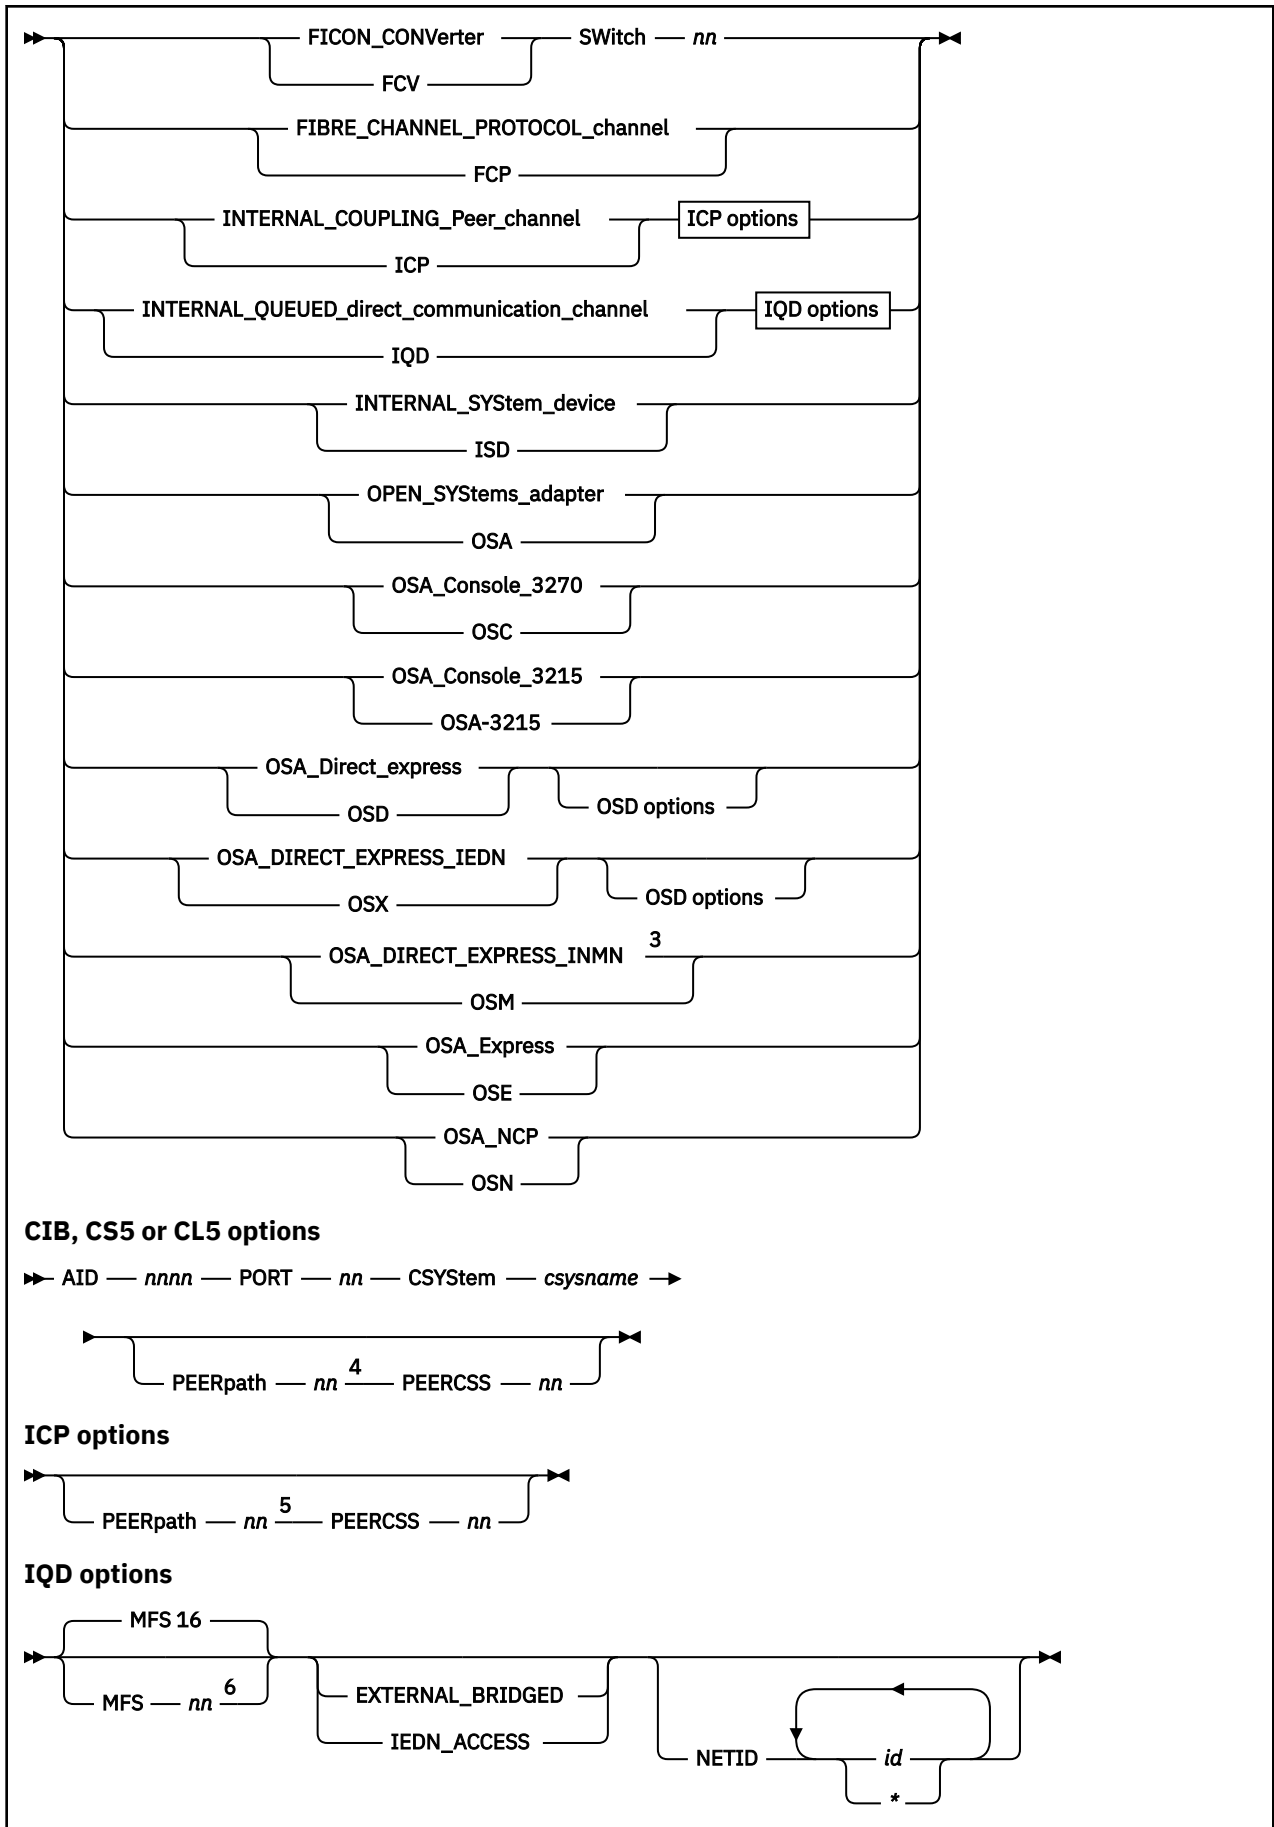 FICON_CONVerter SWitch nn
FCV
FIBRE_CHANNEL_PROTOCOL_channel
FCP
INTERNAL_COUPLING_Peer_channel ICP options
ICP
INTERNAL_QUEUED_direct_communication_channel IQD options
IQD
INTERNAL_SYStem_device
ISD
OPEN_SYStems_adapter
OSA
OSA_Console_3270
OSC
OSA_Console_3215
OSA-3215
OSA_Direct_express
OSD OSD options
OSA_DIRECT_EXPRESS_IEDN
OSX OSD options
OSA_DIRECT_EXPRESS_INMN 3
OSM
OSA_Express
OSE
OSA_NCP
OSN
CIB, CS5 or CL5 options
AID nnnn PORT nn CSYStem csysname
PEERpath nn 4 PEERCSS nn
ICP options
PEERpath nn 5 PEERCSS nn
IQD options
MFS 16
MFS nn 6 EXTERNAL_BRIDGED
IEDN_ACCESS
NETID id
*